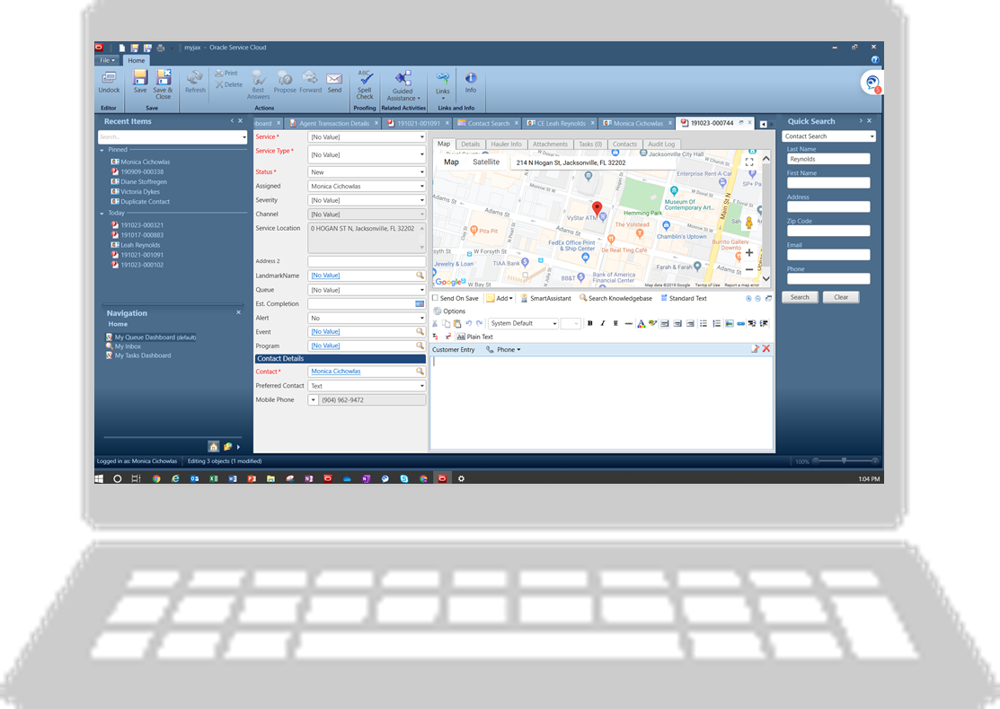 myjax - Oracle Service Cloud
File Home
Undock
Save
Save & Close
Refresh
Print
Delete
Best Answers
Propose
Forward
Send
Spell Check
Guided Assistance
Links
Info
Editor
Save
Actions
Proofing
Related Activities
Links and Info
Recent Items
Search...
Pinned
Monica Cichowlas
190909-000338
Diane Stoffregen
Victoria Dykes
Duplicate Contact
Today
191023-000321
191017-000883
Leah Reynolds
191021-001091
191023-000102
Navigation
Home
My Queue Dashboard (default)
My Inbox
My Tasks Dashboard
Agent Transaction Details
191021-001091
Contact Search
CE Leah Reynolds
Monica Cichowlas
191023-000744
Service * [No Value]
Service Type * [No Value]
Status * New
Assigned Monica Cichowlas
Severity [No Value]
Channel [No Value]
Service Location 0 HOGAN ST N, Jacksonville, FL 32202
Address 2
LandmarkName [No Value]
Queue [No Value]
Est. Completion
Alert No
Event [No Value]
Program [No Value]
Contact Details
Contact * Monica Cichowlas
Preferred Contact Text
Mobile Phone (904) 962-9472
Map Details Hauler Info Attachments Tasks (0) Contacts Audit Log
Map Satellite
214 N Hogan St, Jacksonville, FL 32202
Jacksonville City Hall
Enterprise Rent-A-Car
W Duval St
Monroe St W
Adams St
Museum Of Contemporary Art...
Hemming Park
VyStar ATM
The Volstead
Chamblin's Uptown
Main St N
Pita Pit
FedEx Office Print & Ship Center
De Real Ting Cafe
Burrito Gallery Downtown
W Forsyth St
TIAA Bank
Jewelry & Loan
Farah & Farah
Bank of America Financial Center
BB&T
W Bay St
Google
Map data ©2019 Google Terms of Use Report a map error
Send On Save Add SmartAssistant Search Knowledgebase Standard Text
Options
System Default
Plain Text
Customer Entry Phone
Quick Search
Contact Search
Last Name
Reynolds
First Name
Address
Zip Code
Email
Phone
Search Clear
Logged in as: Monica Cichowlas Editing 3 objects (1 modified)
100%
1:04 PM